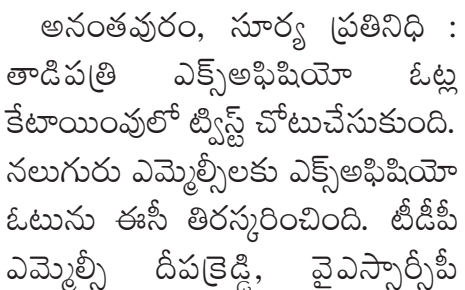 అనంతవురం, సూర్య ప్రతినిధి :
తాడిపత్రి ఎక్స్అఫిషియో ఓట్ల
కేటాయింవులో ట్విస్ట్ చోటుచేసుకుంది.
నలుగురు ఎమ్మెల్సీలకు ఎక్స్అఫిషియో
ఓటును ఈసీ తిరస్కరించింది. టీడీపీ
ఎమ్మెల్సీ దీపక్రెడ్డి, వైఎస్సార్సీపీ